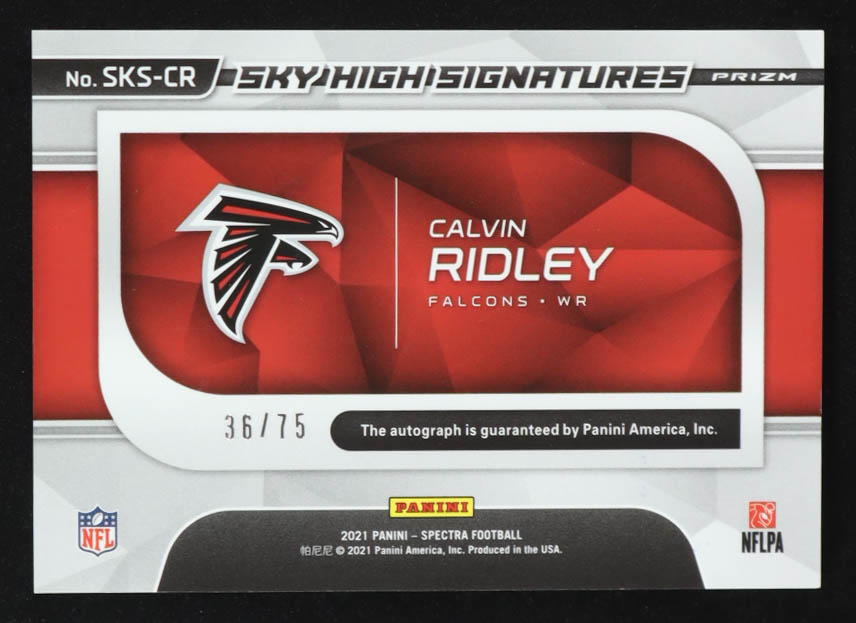 No. SKS-CR
SKY HIGH SIGNATURES
PRIZM
CALVIN
RIDLEY
FALCONS • WR
36/75
The autograph is guaranteed by Panini America, Inc.
PANINI
2021 PANINI – SPECTRA FOOTBALL
帕尼尼 © 2021 Panini America, Inc. Produced in the USA.
NFL
NFLPA